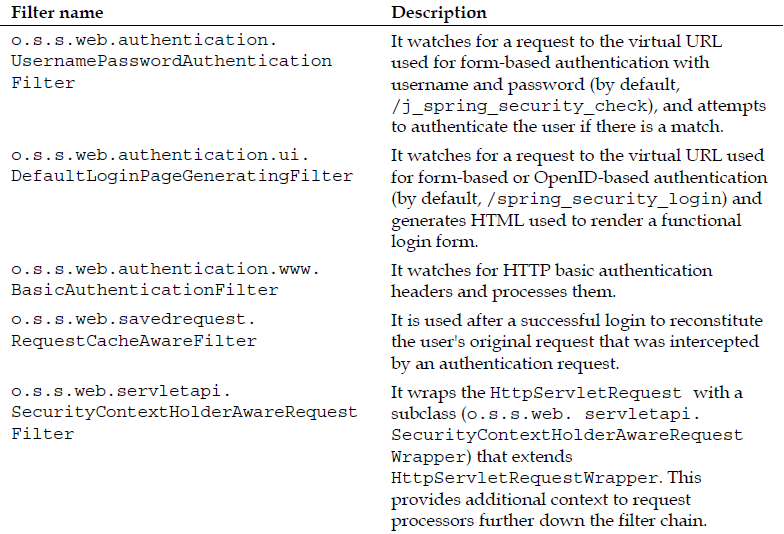 Filter name
Description
o.s.s.web.authentication.
UsernamePasswordAuthentication
Filter
It watches for a request to the virtual URL
used for form-based authentication with
username and password (by default,
/j_spring_security_check), and attempts
to authenticate the user if there is a match.
o.s.s.web.authentication.ui.
DefaultLoginPageGeneratingFilter
It watches for a request to the virtual URL used
for form-based or OpenID-based authentication
(by default, /spring_security_login) and
generates HTML used to render a functional
login form.
o.s.s.web.authentication.www.
BasicAuthenticationFilter
It watches for HTTP basic authentication
headers and processes them.
o.s.s.web.savedrequest.
RequestCacheAwareFilter
It is used after a successful login to reconstitute
the user's original request that was intercepted
by an authentication request.
o.s.s.web.servletapi.
SecurityContextHolderAwareRequest
Filter
It wraps the HttpServletRequest with a
subclass (o.s.s.web. servletapi.
SecurityContextHolderAwareRequest
Wrapper) that extends
HttpServletRequestWrapper. This
provides additional context to request
processors further down the filter chain.